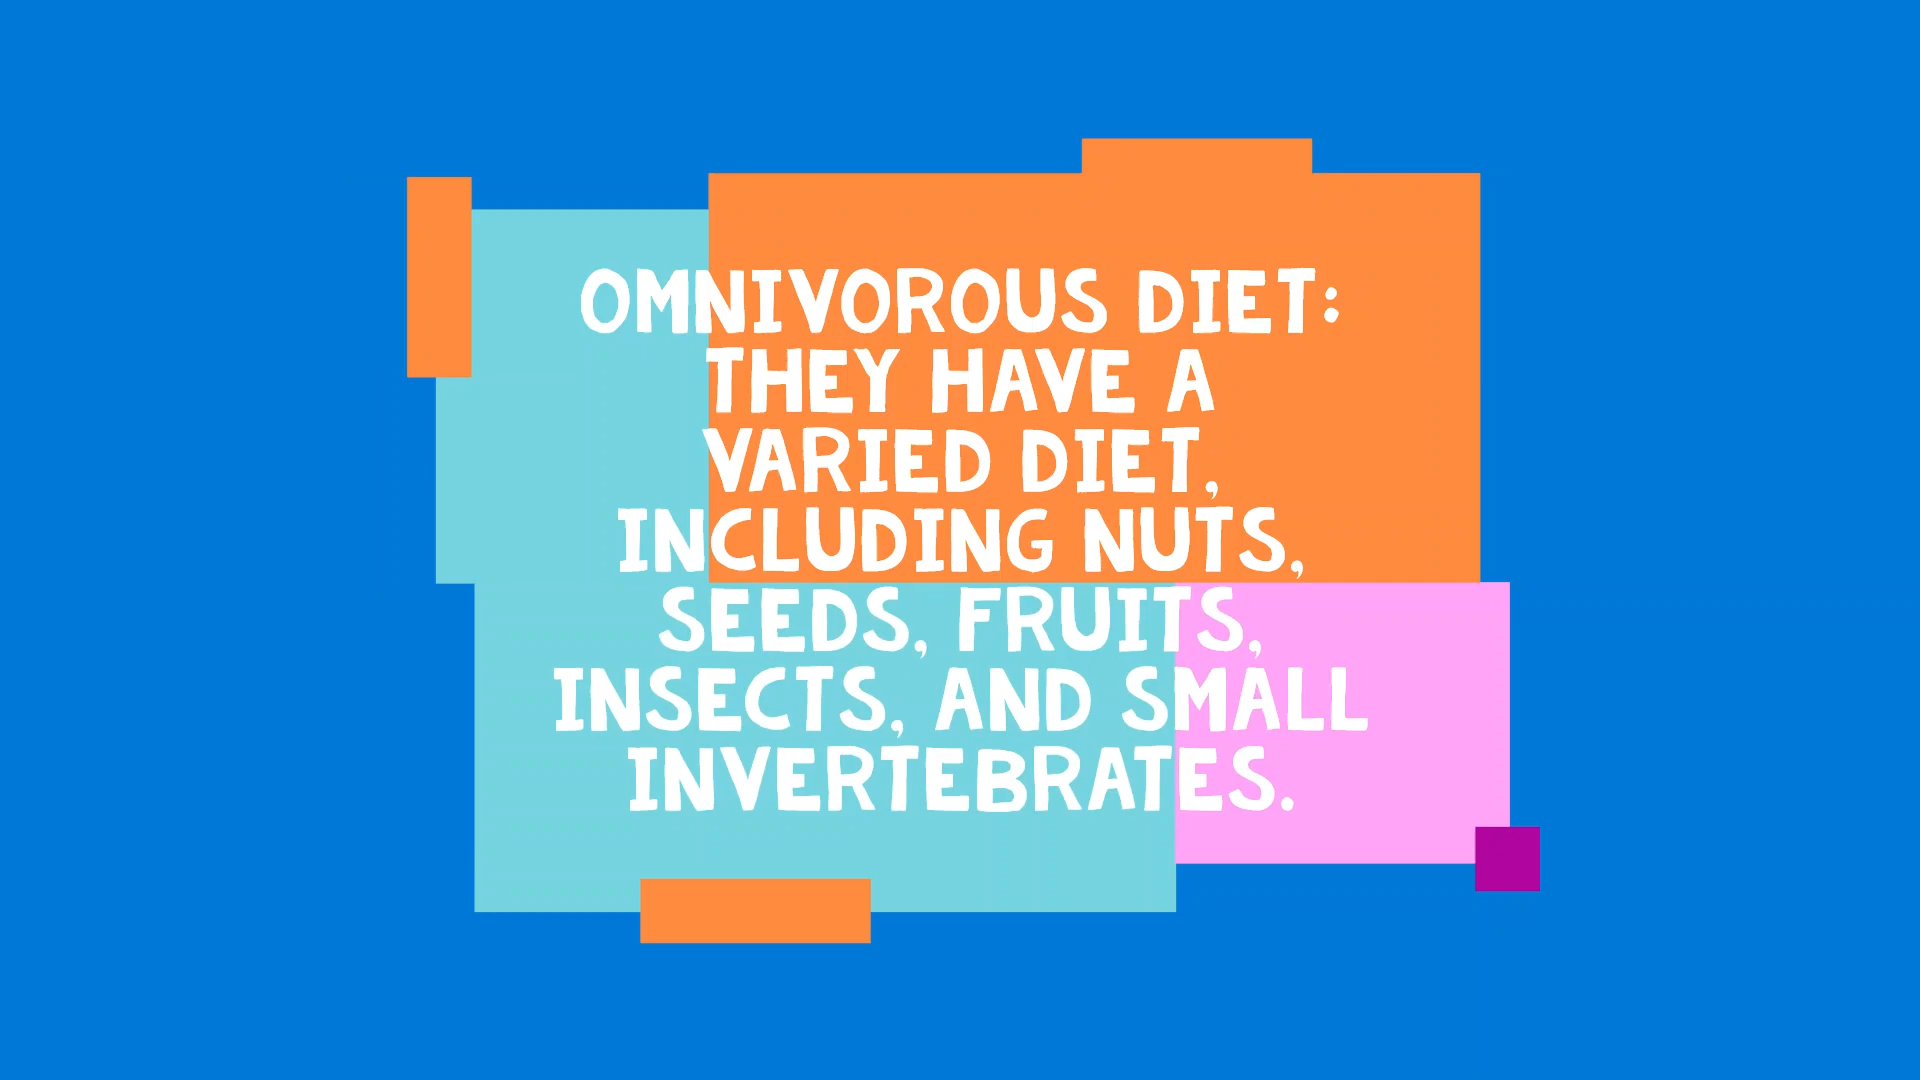 OMNIVOROUS DIET:
THEY HAVE A
VARIED DIET,
INCLUDING NUTS,
SEEDS, FRUITS,
INSECTS, AND SMALL
INVERTEBRATES.